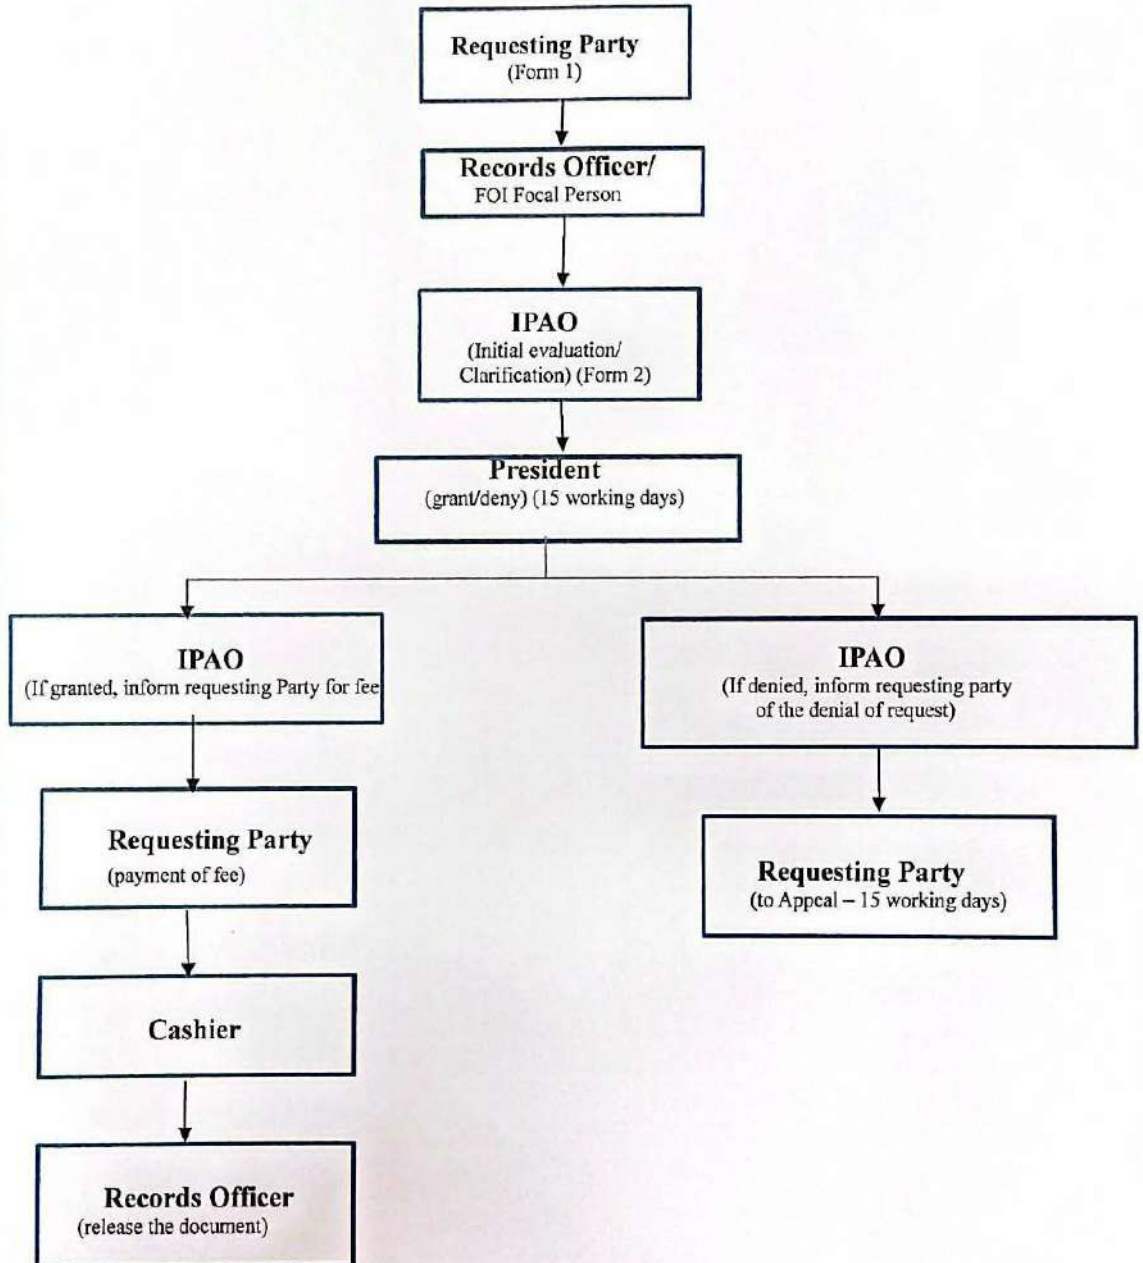 Requesting Party
(Form 1)
Records Officer/
FOI Focal Person
IPAO
(Initial evaluation/
Clarification) (Form 2)
President
(grant/deny) (15 working days)
IPAO
(If granted, inform requesting Party for fee
IPAO
(If denied, inform requesting party
of the denial of request)
Requesting Party
(payment of fee)
Requesting Party
(to Appeal – 15 working days)
Cashier
Records Officer
(release the document)